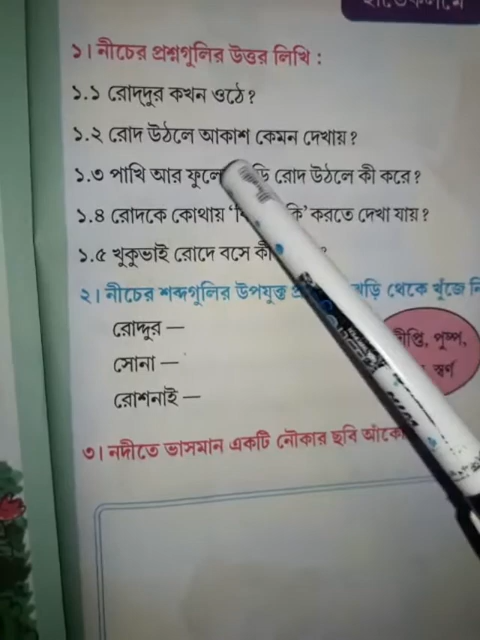 হাতেকলমে
১। নীচের প্রশ্নগুলির উত্তর লিখি :
১.১ রোদ্দুর কখন ওঠে?
১.২ রোদ উঠলে আকাশ কেমন দেখায়?
১.৩ পাখি আর ফুলে রোদ উঠলে কী করে?
১.৪ রোদকে কোথায় ' কি' করতে দেখা যায়?
১.৫ খুকুভাই রোদে বসে কী ?
২। নীচের শব্দগুলির উপযুক্ত থেকে খুঁজে
রোদ্দুর —
সোনা —
রোশনাই —
দীপ্তি, পুষ্প,
স্বর্ণ
৩। নদীতে ভাসমান একটি নৌকার ছবি আঁকো